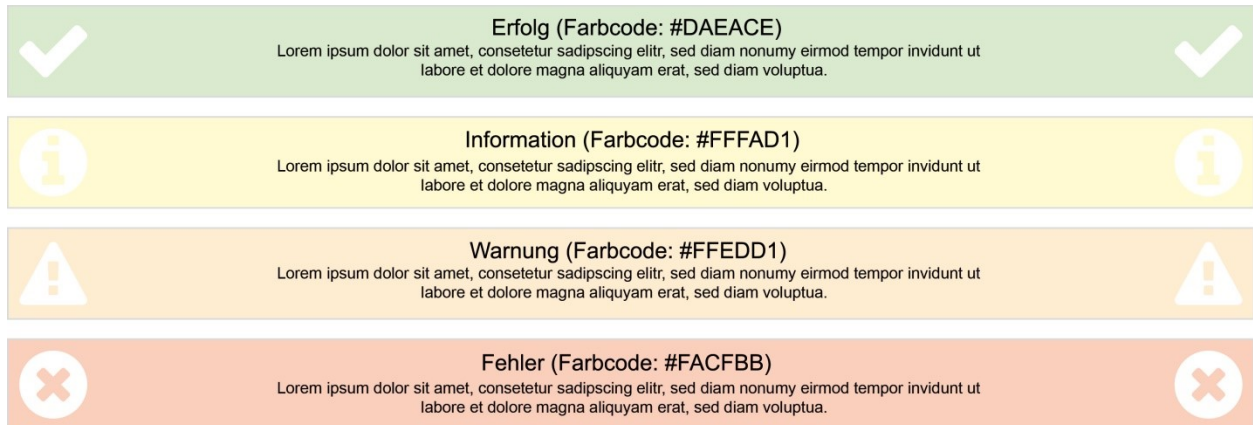 Erfolg (Farbcode: #DAEACE)
Lorem ipsum dolor sit amet, consetetur sadipscing elitr, sed diam nonumy eirmod tempor invidunt ut
labore et dolore magna aliquyam erat, sed diam voluptua.
Information (Farbcode: #FFFAD1)
Lorem ipsum dolor sit amet, consetetur sadipscing elitr, sed diam nonumy eirmod tempor invidunt ut
labore et dolore magna aliquyam erat, sed diam voluptua.
Warnung (Farbcode: #FFEDD1)
Lorem ipsum dolor sit amet, consetetur sadipscing elitr, sed diam nonumy eirmod tempor invidunt ut
labore et dolore magna aliquyam erat, sed diam voluptua.
Fehler (Farbcode: #FACFBB)
Lorem ipsum dolor sit amet, consetetur sadipscing elitr, sed diam nonumy eirmod tempor invidunt ut
labore et dolore magna aliquyam erat, sed diam voluptua.